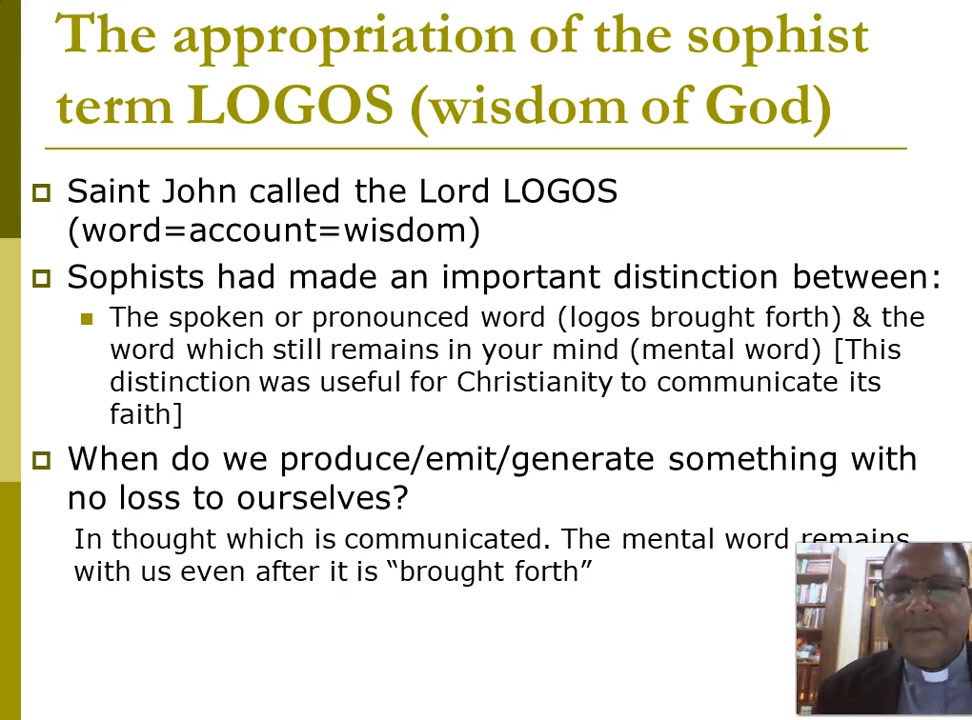 The appropriation of the sophist
term LOGOS (wisdom of God)
Saint John called the Lord LOGOS
(word=account=wisdom)
Sophists had made an important distinction between:
The spoken or pronounced word (logos brought forth) & the
word which still remains in your mind (mental word) [This
distinction was useful for Christianity to communicate its
faith]
When do we produce/emit/generate something with
no loss to ourselves?
In thought which is communicated. The mental word remains
with us even after it is “brought forth”